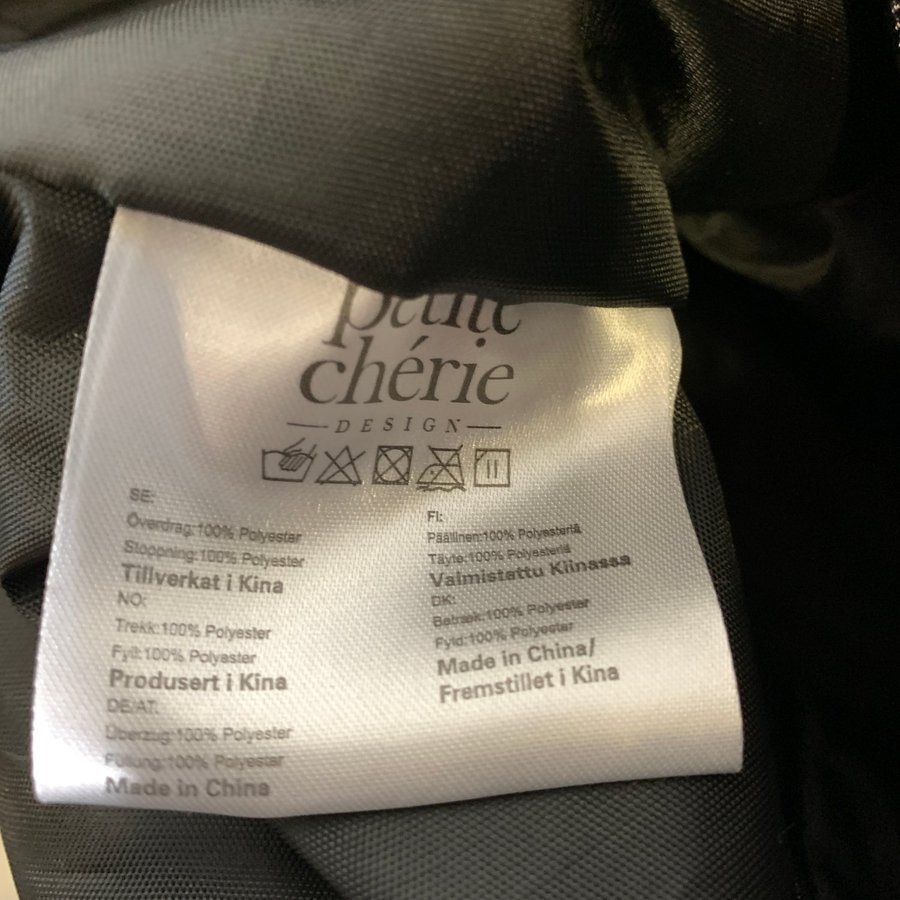 petite
chérie
DESIGN
SE:
Överdrag:100% Polyester
Stoppning:100% Polyester
Tillverkat i Kina
NO:
Trekk:100% Polyester
Fyll:100% Polyester
Produsert i Kina
DE/AT:
Überzug:100% Polyester
Füllung:100% Polyester
Made in China
FI:
Päällinen:100% Polyesteriä
Täyte:100% Polyesteriä
Valmistattu Kiinassa
DK:
Betræk:100% Polyester
Fyld:100% Polyester
Made in China/
Fremstillet i Kina